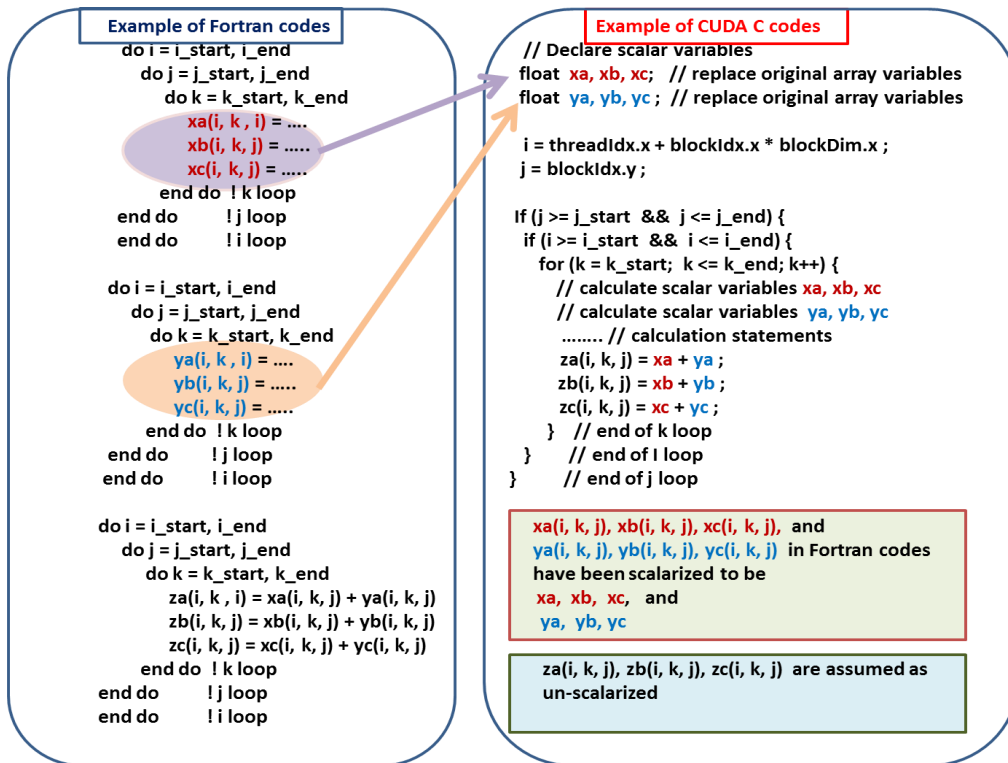 Example of Fortran codes
do i = i_start, i_end
do j = j_start, j_end
do k = k_start, k_end
xa(i, k , i) = ....
xb(i, k, j) = .....
xc(i, k, j) = .....
end do ! k loop
end do ! j loop
end do ! i loop
do i = i_start, i_end
do j = j_start, j_end
do k = k_start, k_end
ya(i, k , i) = ....
yb(i, k, j) = .....
yc(i, k, j) = .....
end do ! k loop
end do ! j loop
end do ! i loop
do i = i_start, i_end
do j = j_start, j_end
do k = k_start, k_end
za(i, k , i) = xa(i, k, j) + ya(i, k, j)
zb(i, k, j) = xb(i, k, j) + yb(i, k, j)
zc(i, k, j) = xc(i, k, j) + yc(i, k, j)
end do ! k loop
end do ! j loop
end do ! i loop
Example of CUDA C codes
// Declare scalar variables
float xa, xb, xc; // replace original array variables
float ya, yb, yc ; // replace original array variables
i = threadIdx.x + blockIdx.x * blockDim.x ;
j = blockIdx.y ;
If (j >= j_start && j <= j_end) {
if (i >= i_start && i <= i_end) {
for (k = k_start; k <= k_end; k++) {
// calculate scalar variables xa, xb, xc
// calculate scalar variables ya, yb, yc
........ // calculation statements
za(i, k, j) = xa + ya ;
zb(i, k, j) = xb + yb ;
zc(i, k, j) = xc + yc ;
} // end of k loop
} // end of I loop
} // end of j loop
xa(i, k, j), xb(i, k, j), xc(i, k, j), and
ya(i, k, j), yb(i, k, j), yc(i, k, j) in Fortran codes
have been scalarized to be
xa, xb, xc, and
ya, yb, yc
za(i, k, j), zb(i, k, j), zc(i, k, j) are assumed as
un-scalarized